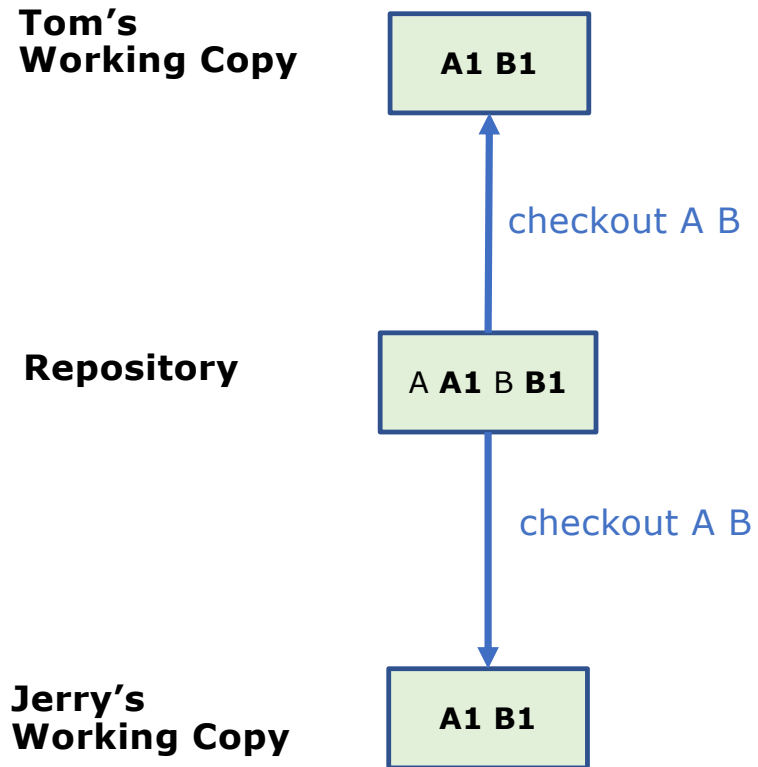 Tom’s
Working Copy
A1 B1
checkout A B
Repository
A A1 B B1
checkout A B
Jerry’s
Working Copy
A1 B1